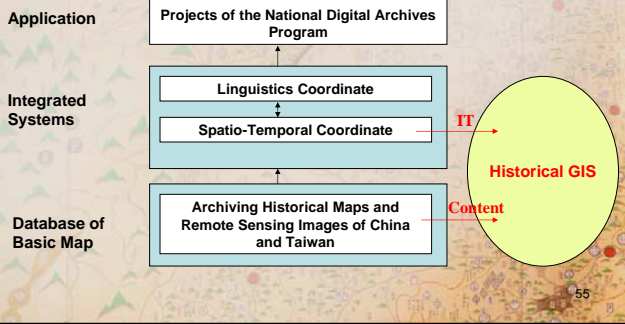 Application
Projects of the National Digital Archives
Program
Integrated
Systems
Linguistics Coordinate
Spatio-Temporal Coordinate
IT
Historical GIS
Database of
Basic Map
Archiving Historical Maps and
Remote Sensing Images of China
and Taiwan
Content
55